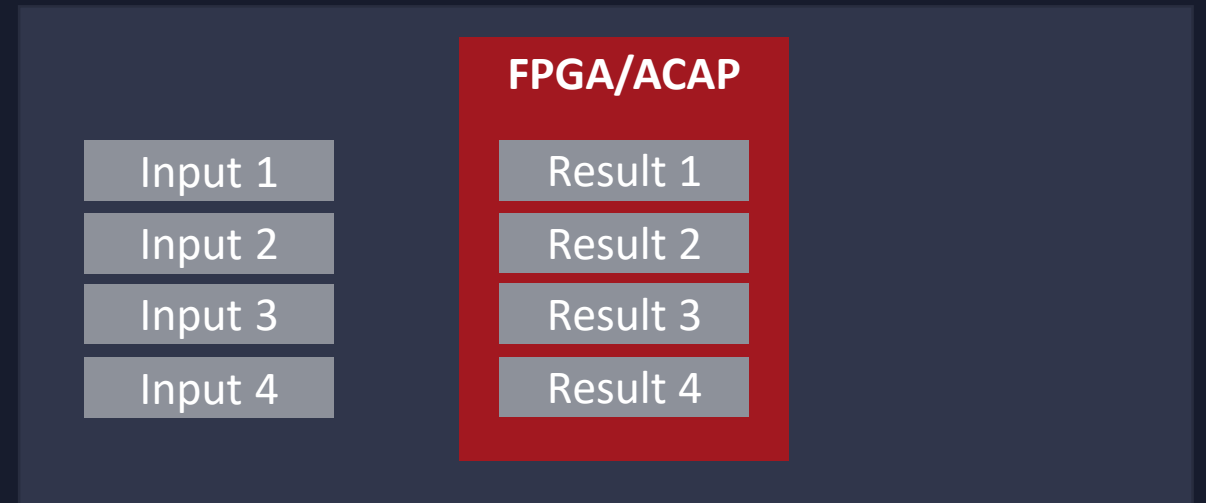 FPGA/ACAP
Input 1
Result 1
Input 2
Result 2
Input 3
Result 3
Input 4
Result 4